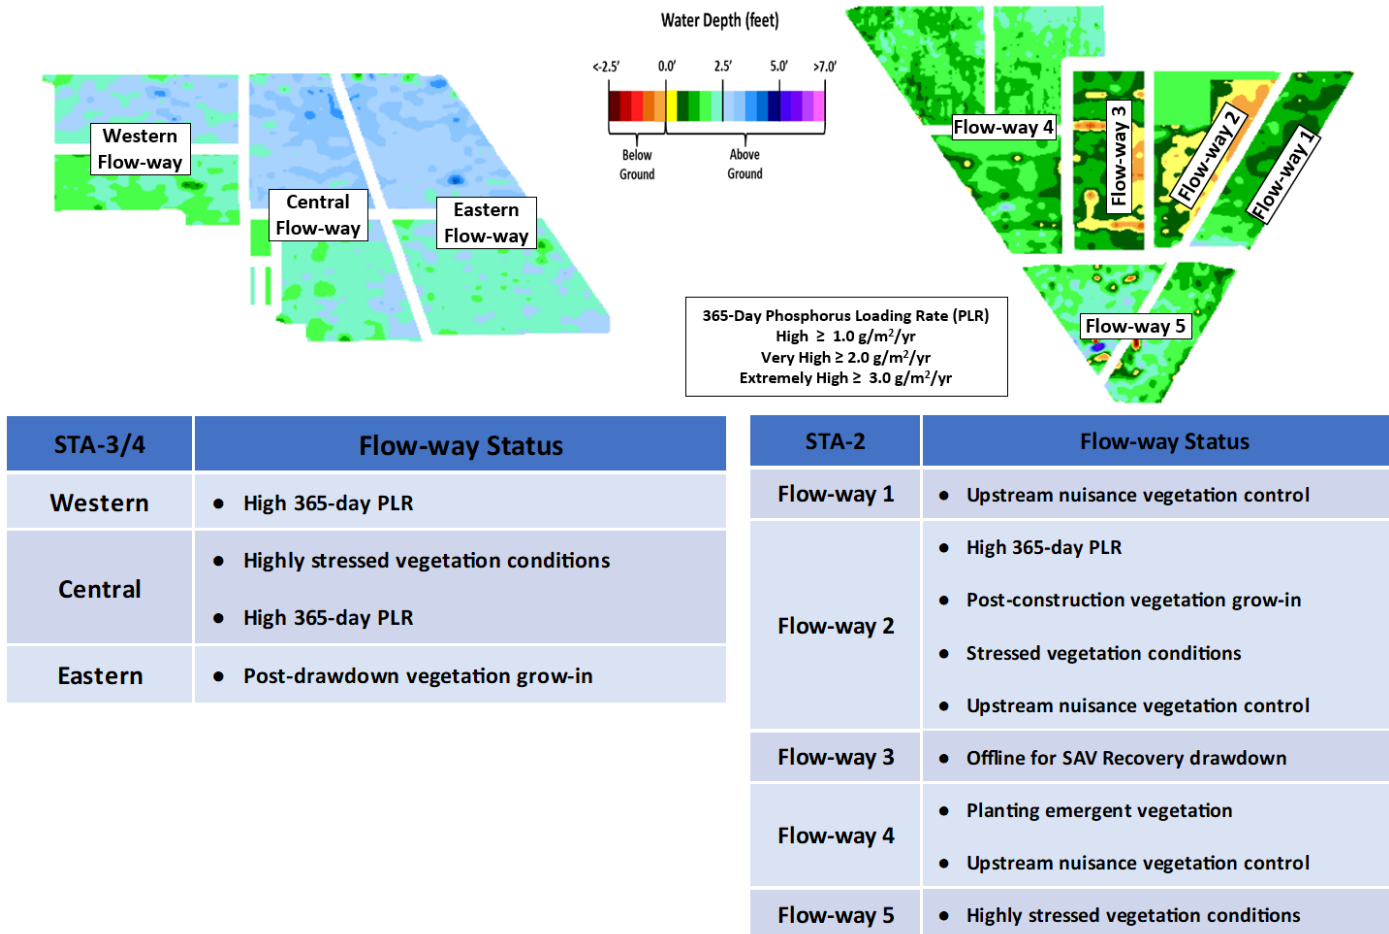 Water Depth (feet)
<-2.5' 0.0' 2.5' 5.0' >7.0'
Below
Ground
Above
Ground
Western
Flow-way
Central
Flow-way
Eastern
Flow-way
Flow-way 4
Flow-way 3
Flow-way 2
Flow-way 1
Flow-way 5
365-Day Phosphorus Loading Rate (PLR)
High ≥ 1.0 g/m²/yr
Very High ≥ 2.0 g/m²/yr
Extremely High ≥ 3.0 g/m²/yr
STA-3/4 Flow-way Status
Western ● High 365-day PLR
Central ● Highly stressed vegetation conditions
● High 365-day PLR
Eastern ● Post-drawdown vegetation grow-in
STA-2 Flow-way Status
Flow-way 1 ● Upstream nuisance vegetation control
Flow-way 2 ● High 365-day PLR
● Post-construction vegetation grow-in
● Stressed vegetation conditions
● Upstream nuisance vegetation control
Flow-way 3 ● Offline for SAV Recovery drawdown
Flow-way 4 ● Planting emergent vegetation
● Upstream nuisance vegetation control
Flow-way 5 ● Highly stressed vegetation conditions